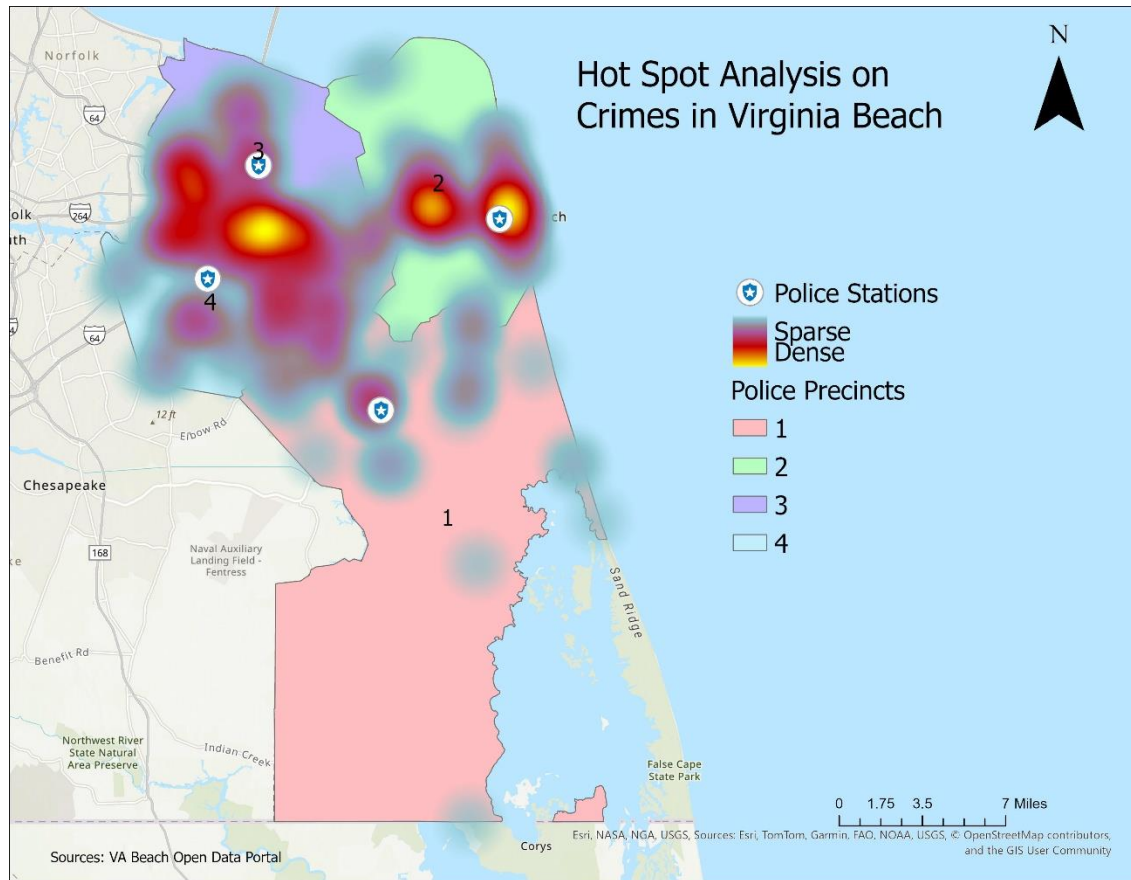 Norfolk
64
N
Hot Spot Analysis on
Crimes in Virginia Beach
3
2
264
ch
olk
uth
4
64
Police Stations
Sparse
Dense
Police Precincts
1
2
3
4
12 ft
Elbow Rd
Chesapeake
1
168
Naval Auxiliary
Landing Field -
Fentress
ke
Sand Ridge
Benefit Rd
Northwest River
State Natural
Area Preserve
Indian Creek
False Cape
State Park
0 1.75 3.5 7 Miles
Esri, NASA, NGA, USGS, Sources: Esri, TomTom, Garmin, FAO, NOAA, USGS, © OpenStreetMap contributors,
and the GIS User Community
Corys
Sources: VA Beach Open Data Portal